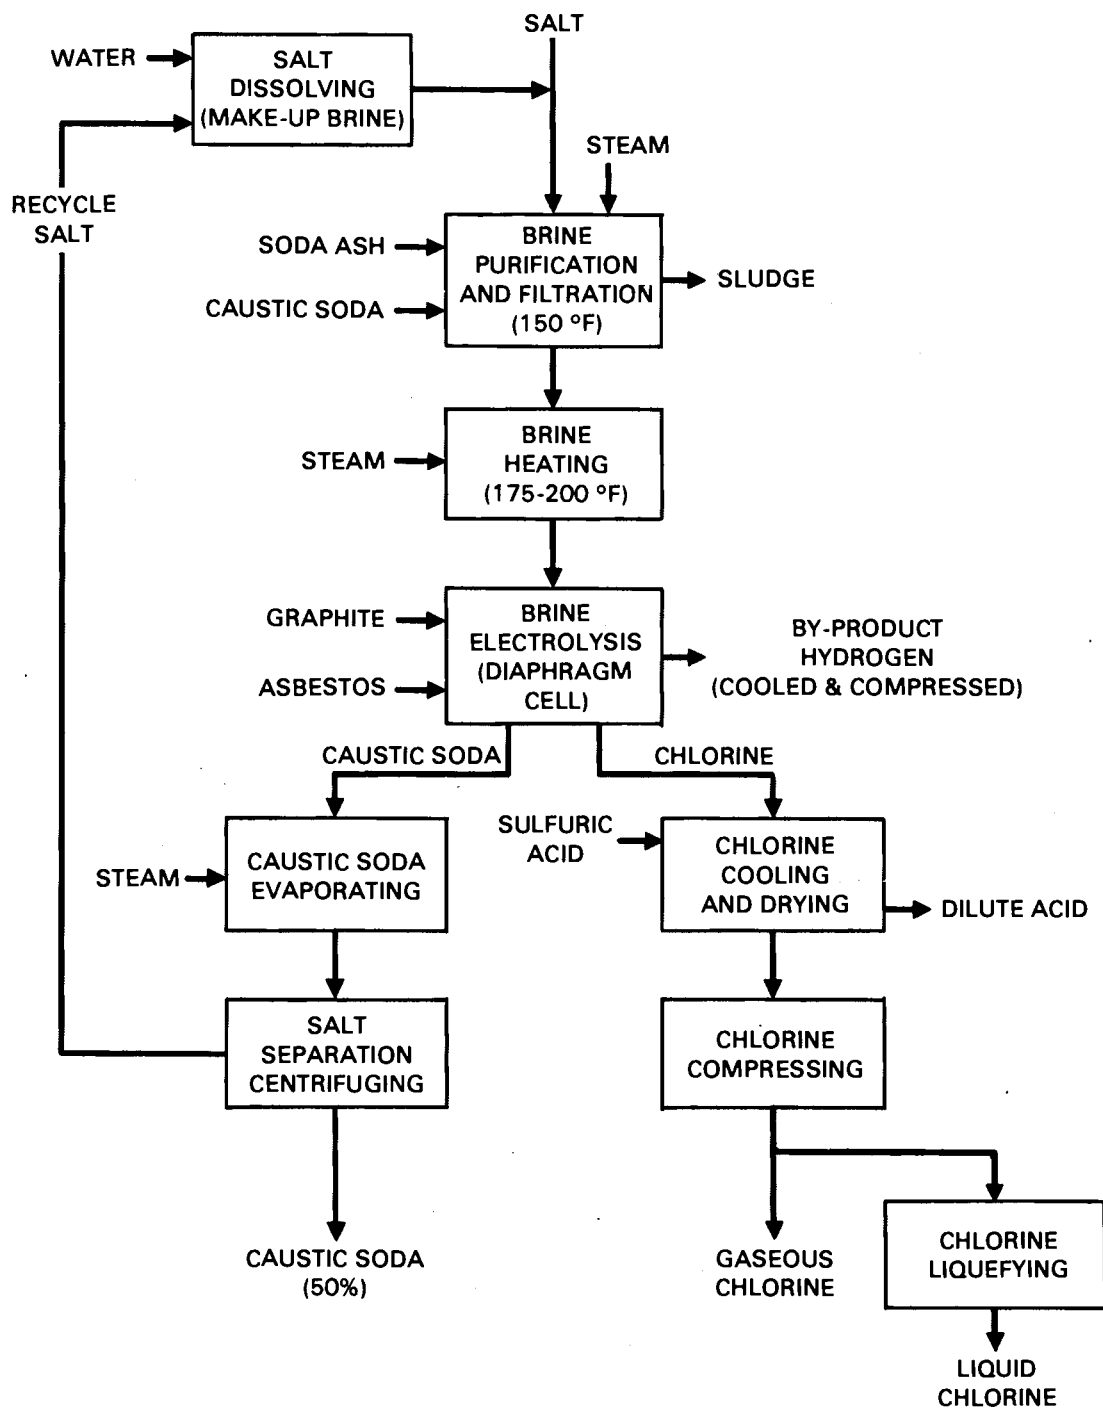 SALT
WATER
SALT
DISSOLVING
(MAKE-UP BRINE)
STEAM
RECYCLE
SALT
SODA ASH
CAUSTIC SODA
BRINE
PURIFICATION
AND FILTRATION
(150 ºF)
SLUDGE
STEAM
BRINE
HEATING
(175-200 ºF)
GRAPHITE
ASBESTOS
BRINE
ELECTROLYSIS
(DIAPHRAGM
CELL)
BY-PRODUCT
HYDROGEN
(COOLED & COMPRESSED)
CAUSTIC SODA
CHLORINE
STEAM
CAUSTIC SODA
EVAPORATING
SULFURIC
ACID
CHLORINE
COOLING
AND DRYING
DILUTE ACID
SALT
SEPARATION
CENTRIFUGING
CHLORINE
COMPRESSING
CAUSTIC SODA
(50%)
GASEOUS
CHLORINE
CHLORINE
LIQUEFYING
LIQUID
CHLORINE